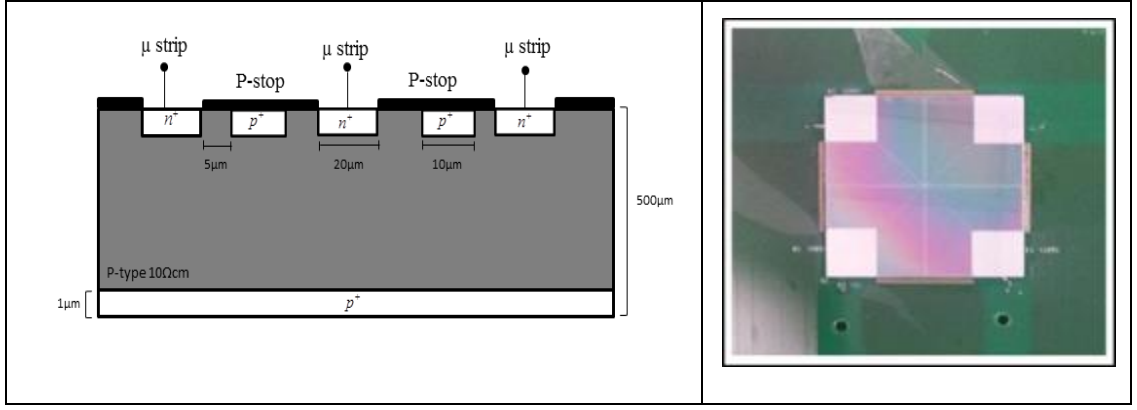 µ strip
µ strip
µ strip
P-stop
P-stop
n⁺
p⁺
n⁺
p⁺
n⁺
5µm
20µm
10µm
500µm
P-type 10Ωcm
1µm
p⁺